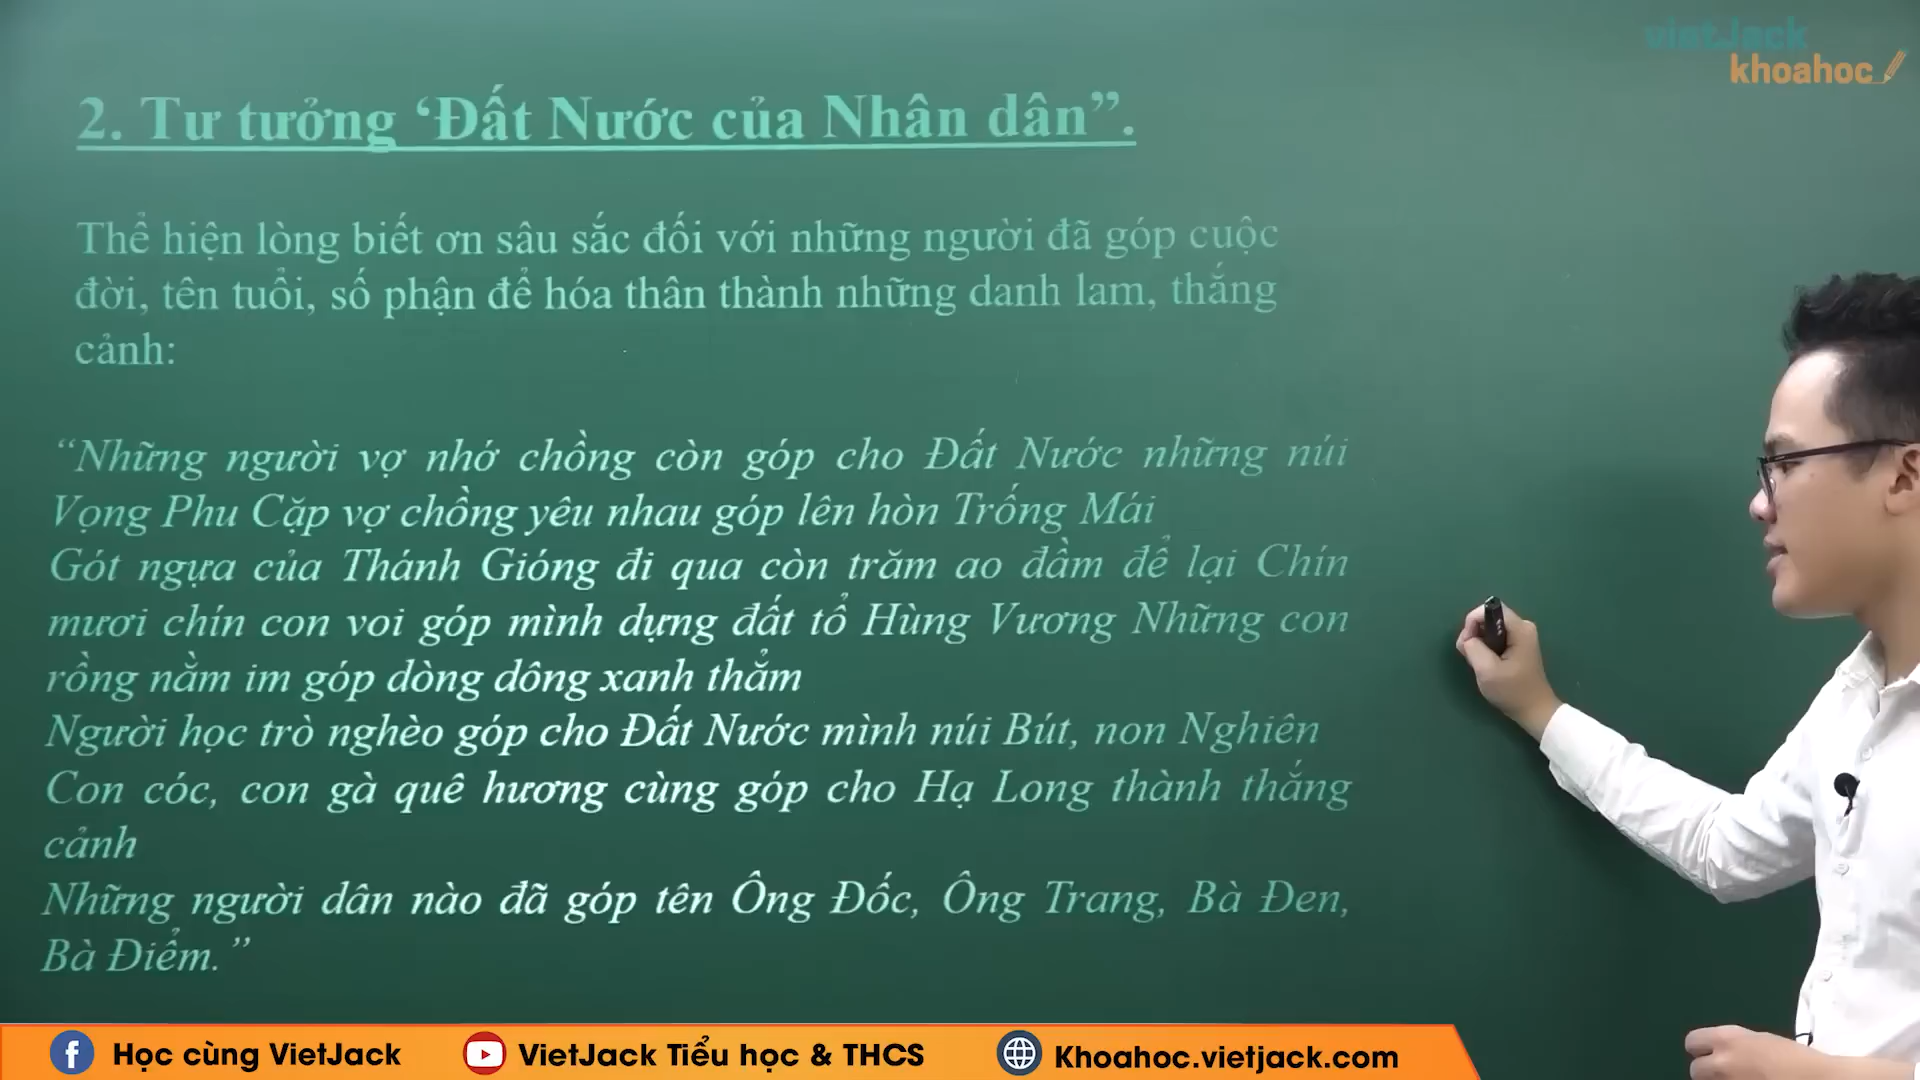 vietJack
khoahoc
2. Tư tưởng ‘Đất Nước của Nhân dân”.
Thể hiện lòng biết ơn sâu sắc đối với những người đã góp cuộc
đời, tên tuổi, số phận để hóa thân thành những danh lam, thắng
cảnh:
“Những người vợ nhớ chồng còn góp cho Đất Nước những núi
Vọng Phu Cặp vợ chồng yêu nhau góp lên hòn Trống Mái
Gót ngựa của Thánh Gióng đi qua còn trăm ao đầm để lại Chín
mươi chín con voi góp mình dựng đất tổ Hùng Vương Những con
rồng nằm im góp dòng dông xanh thẳm
Người học trò nghèo góp cho Đất Nước mình núi Bút, non Nghiên
Con cóc, con gà quê hương cùng góp cho Hạ Long thành thắng
cảnh
Những người dân nào đã góp tên Ông Đốc, Ông Trang, Bà Đen,
Bà Điểm.”
Học cùng VietJack
VietJack Tiểu học & THCS
Khoahoc.vietjack.com